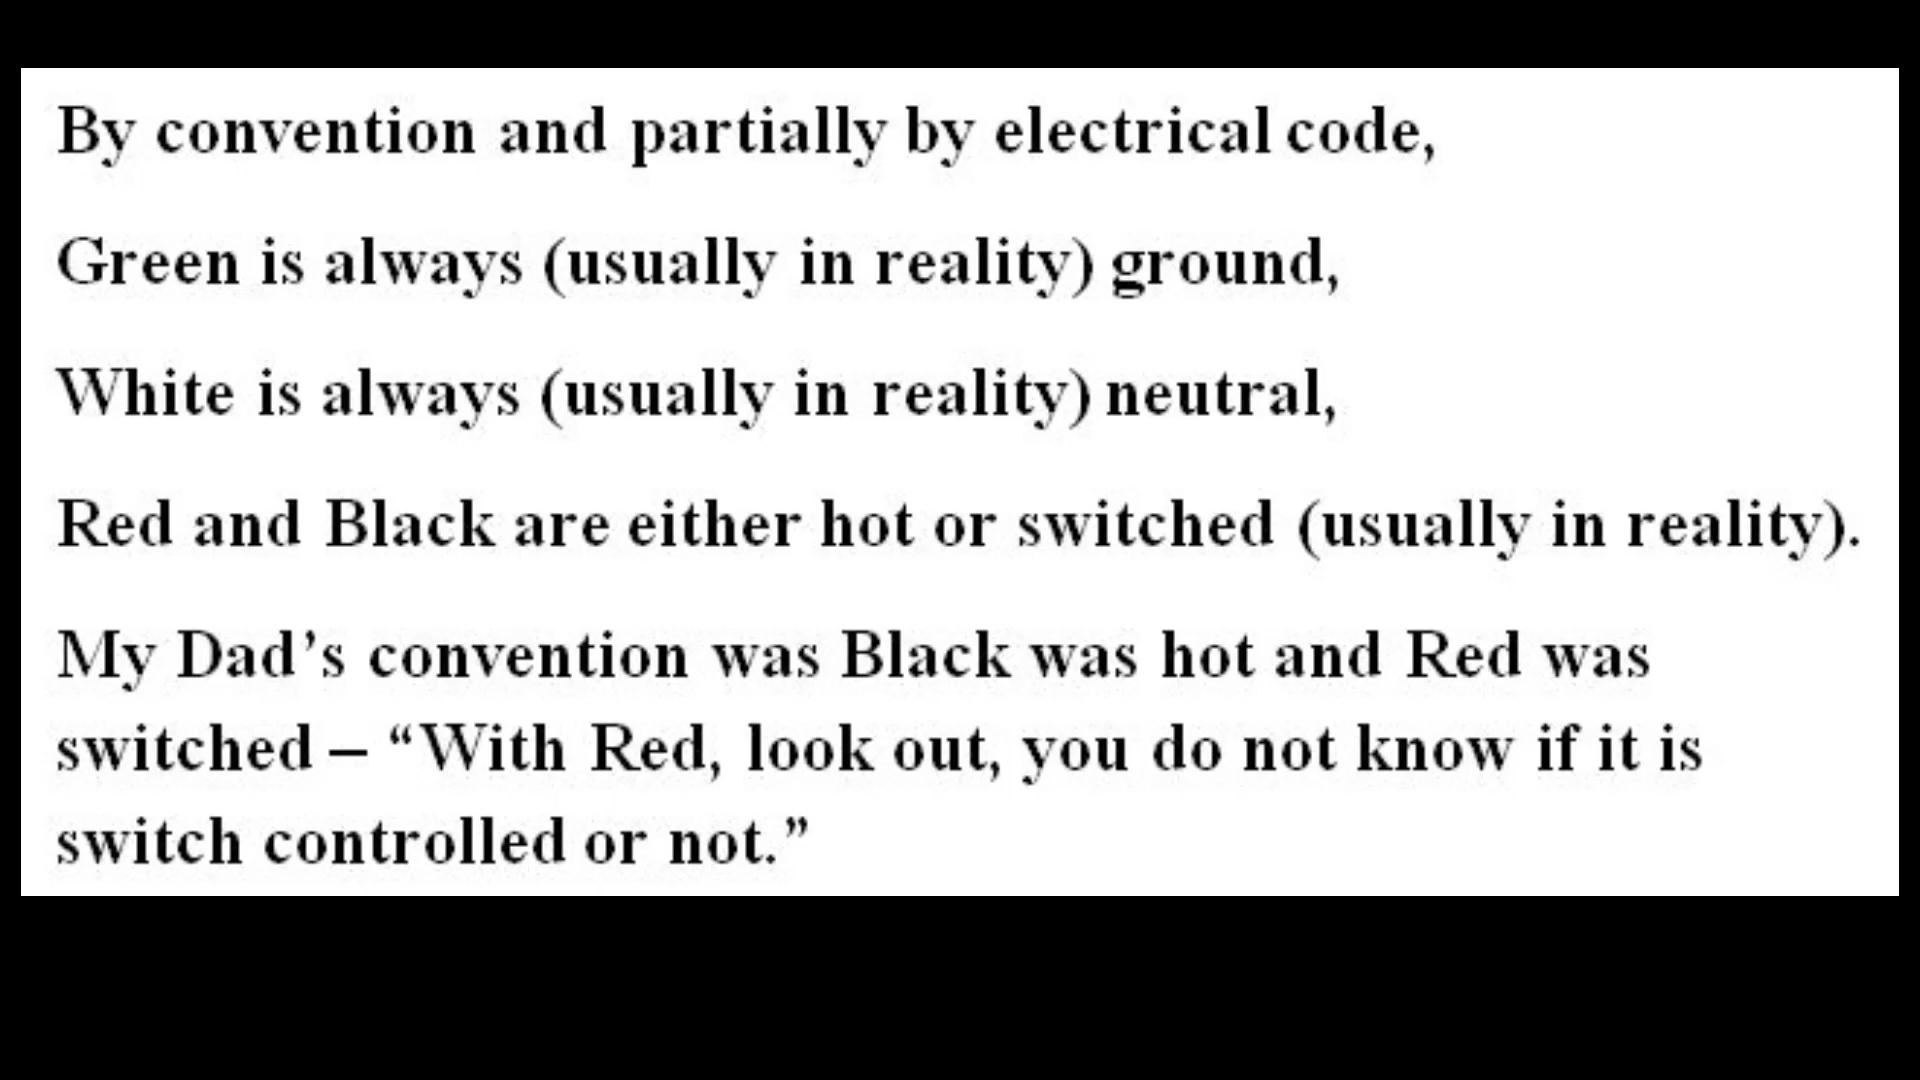 By convention and partially by electrical code,
Green is always (usually in reality) ground,
White is always (usually in reality) neutral,
Red and Black are either hot or switched (usually in reality).
My Dad’s convention was Black was hot and Red was
switched – “With Red, look out, you do not know if it is
switch controlled or not.”